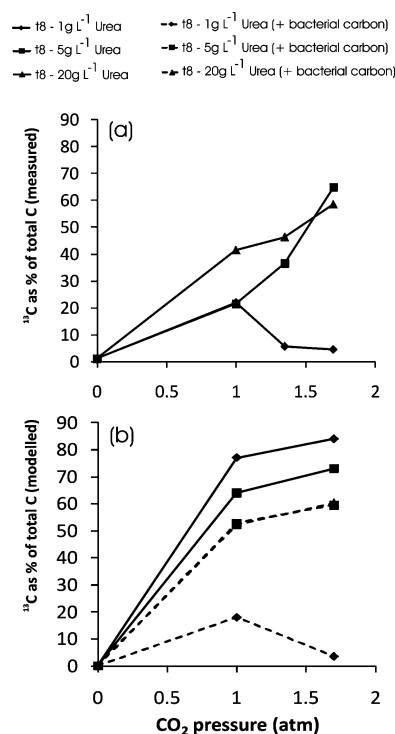 t8 - 1g L⁻¹ Urea
t8 - 5g L⁻¹ Urea
t8 - 20g L⁻¹ Urea
t8 - 1g L⁻¹ Urea (+ bacterial carbon)
t8 - 5g L⁻¹ Urea (+ bacterial carbon)
t8 - 20g L⁻¹ Urea (+ bacterial carbon)
(a)
¹³C as % of total C (measured)
90
80
70
60
50
40
30
20
10
0
0 0.5 1 1.5 2
(b)
¹³C as % of total C (modelled)
90
80
70
60
50
40
30
20
10
0
0 0.5 1 1.5 2
CO₂ pressure (atm)